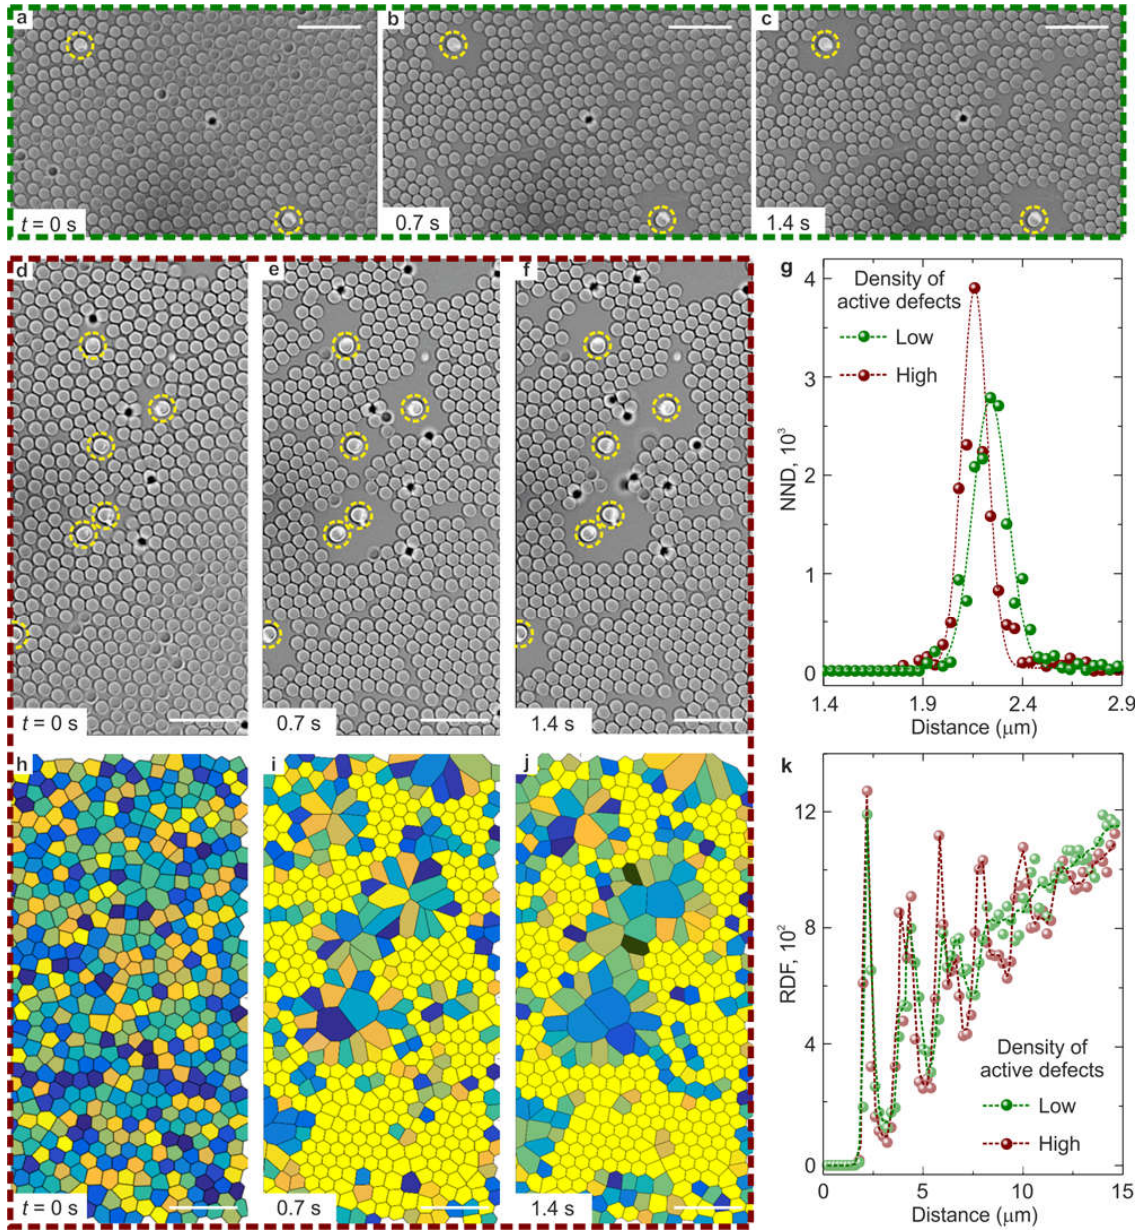 a
b
c
t = 0 s
0.7 s
1.4 s
d
e
f
g
Density of
active defects
Low
High
NND, 10³
4
3
2
1
0
1.4
1.9
2.4
2.9
Distance (μm)
t = 0 s
0.7 s
1.4 s
h
i
j
k
RDF, 10²
12
8
4
0
Density of
active defects
Low
High
0
5
10
15
Distance (μm)
t = 0 s
0.7 s
1.4 s